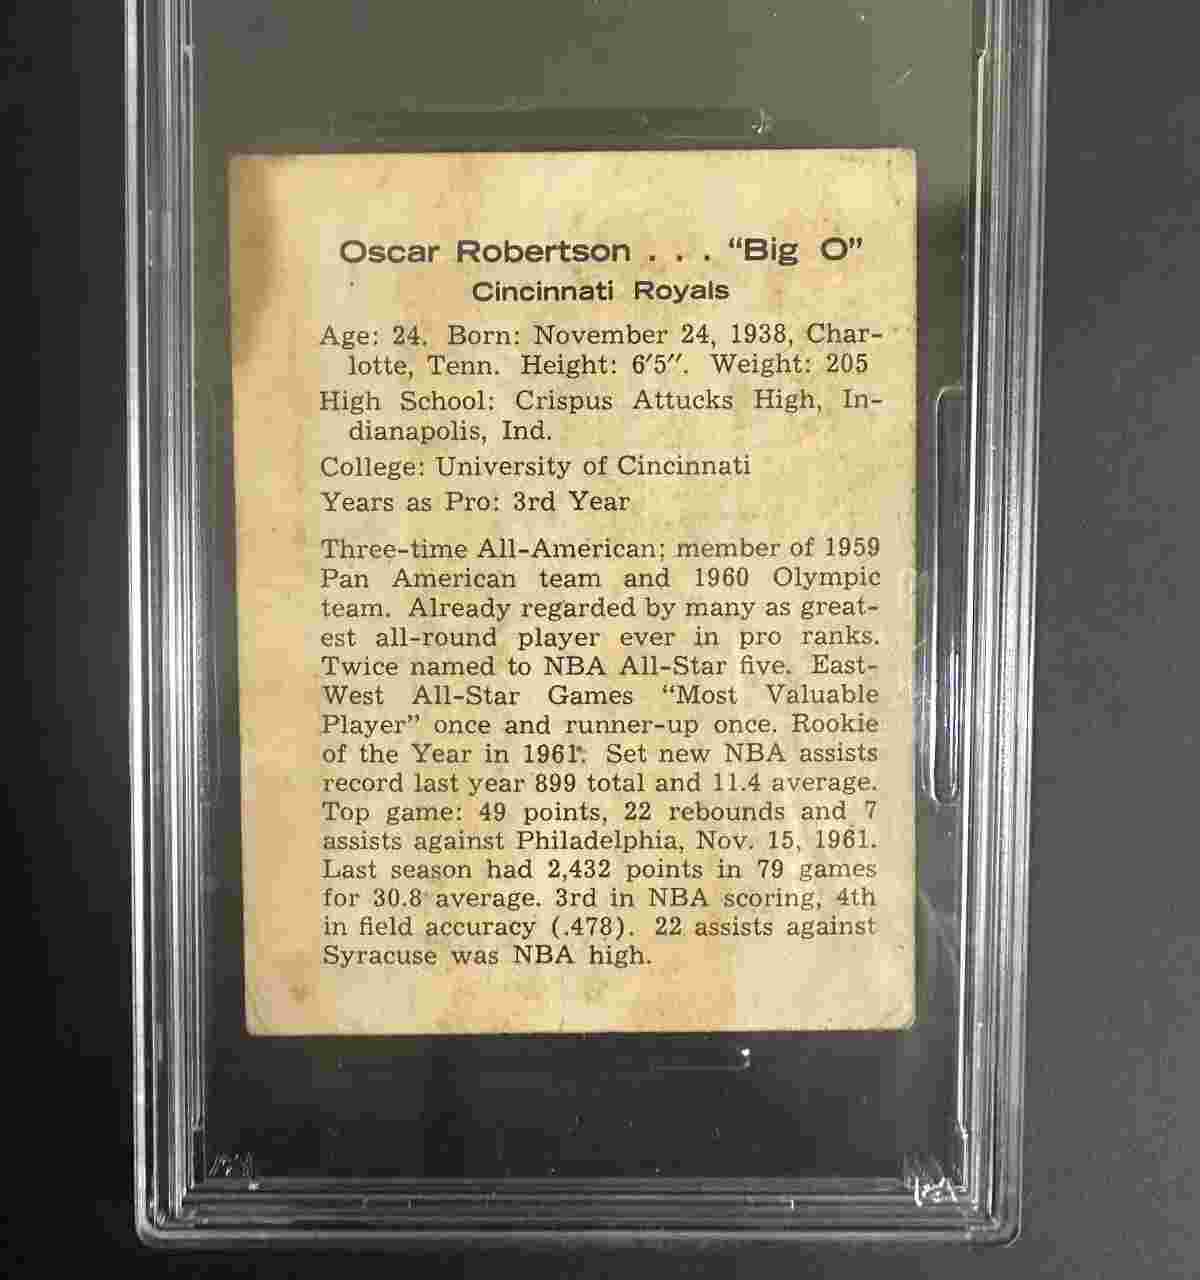 Oscar Robertson . . . “Big O”
Cincinnati Royals
Age: 24. Born: November 24, 1938, Char-
lotte, Tenn. Height: 6′5″. Weight: 205
High School: Crispus Attucks High, In-
dianapolis, Ind.
College: University of Cincinnati
Years as Pro: 3rd Year
Three-time All-American; member of 1959
Pan American team and 1960 Olympic
team. Already regarded by many as great-
est all-round player ever in pro ranks.
Twice named to NBA All-Star five. East-
West All-Star Games “Most Valuable
Player” once and runner-up once. Rookie
of the Year in 1961. Set new NBA assists
record last year 899 total and 11.4 average.
Top game: 49 points, 22 rebounds and 7
assists against Philadelphia, Nov. 15, 1961.
Last season had 2,432 points in 79 games
for 30.8 average. 3rd in NBA scoring, 4th
in field accuracy (.478). 22 assists against
Syracuse was NBA high.